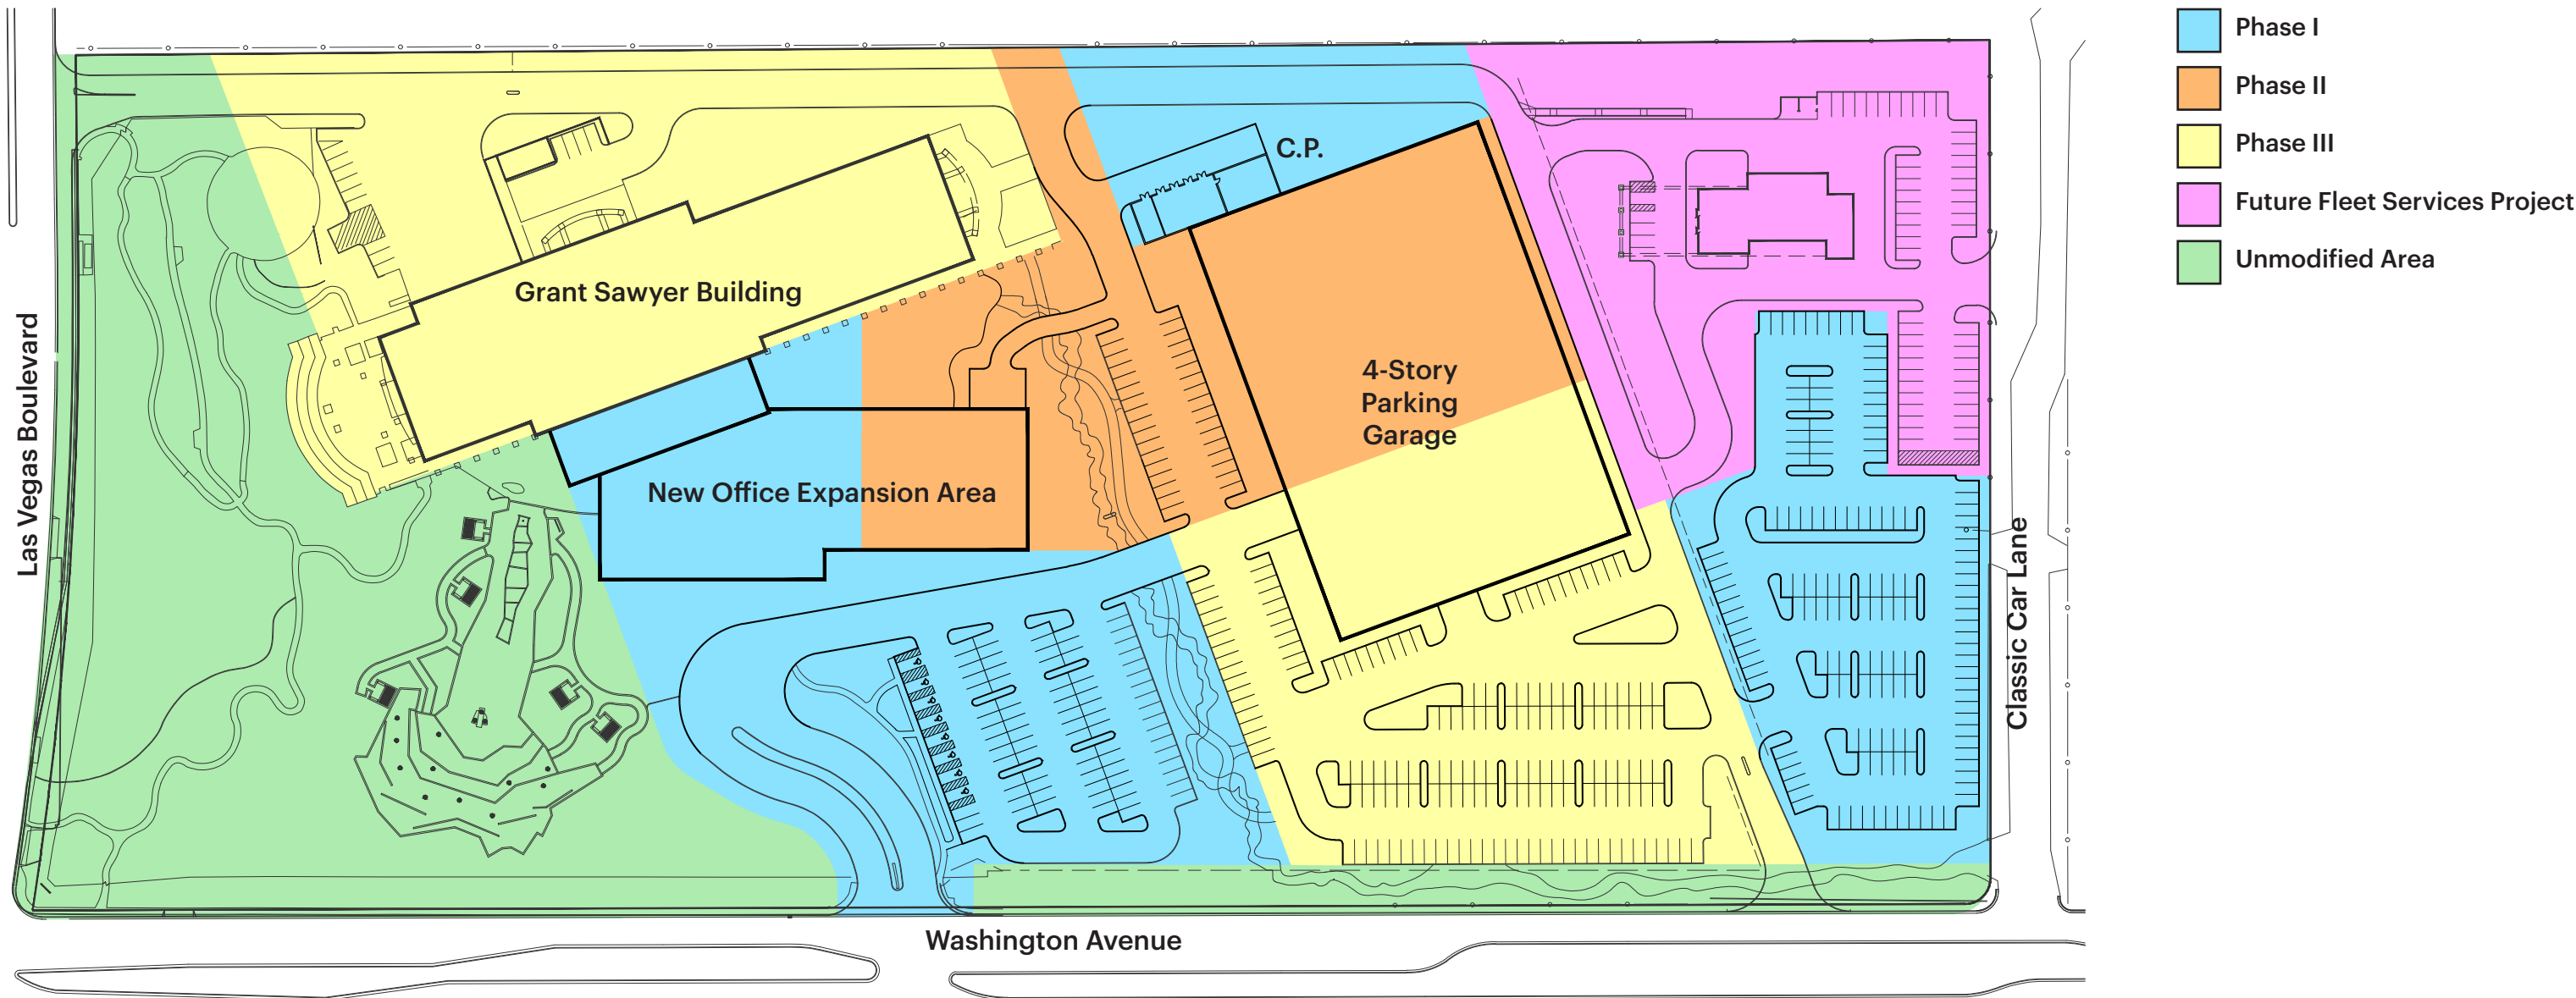 Phase I
Phase II
Phase III
Future Fleet Services Project
Unmodified Area
C.P.
Grant Sawyer Building
4-Story
Parking
Garage
New Office Expansion Area
Las Vegas Boulevard
Classic Car Lane
Washington Avenue